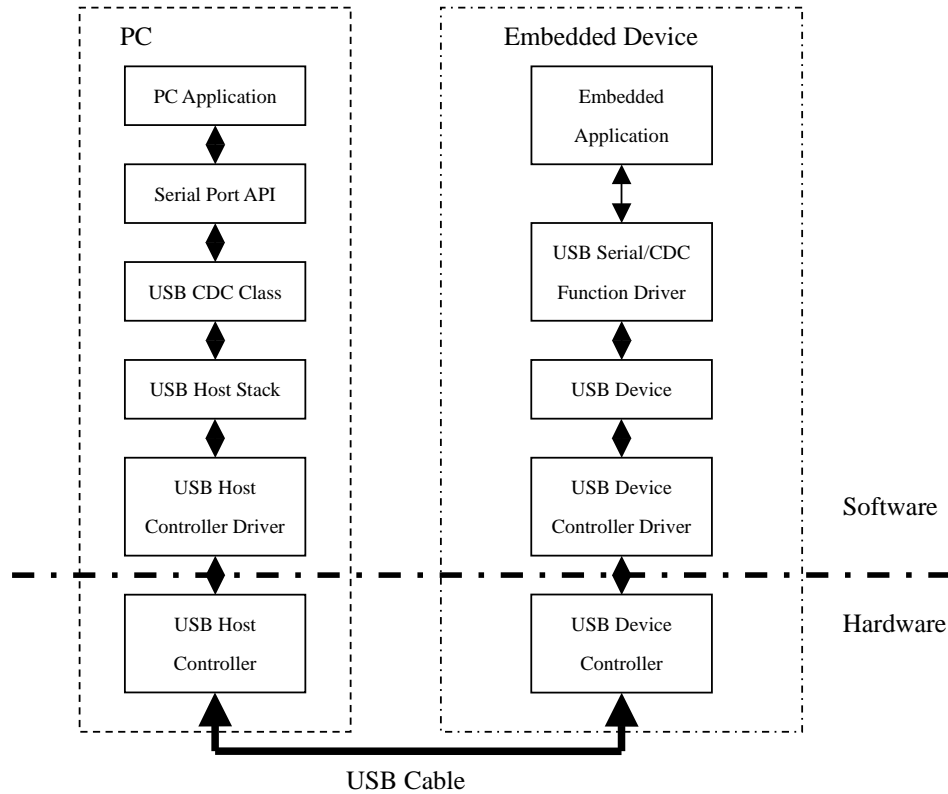 PC
PC Application
Serial Port API
USB CDC Class
USB Host Stack
USB Host
Controller Driver
USB Host
Controller
Embedded Device
Embedded
Application
USB Serial/CDC
Function Driver
USB Device
USB Device
Controller Driver
USB Device
Controller
Software
Hardware
USB Cable